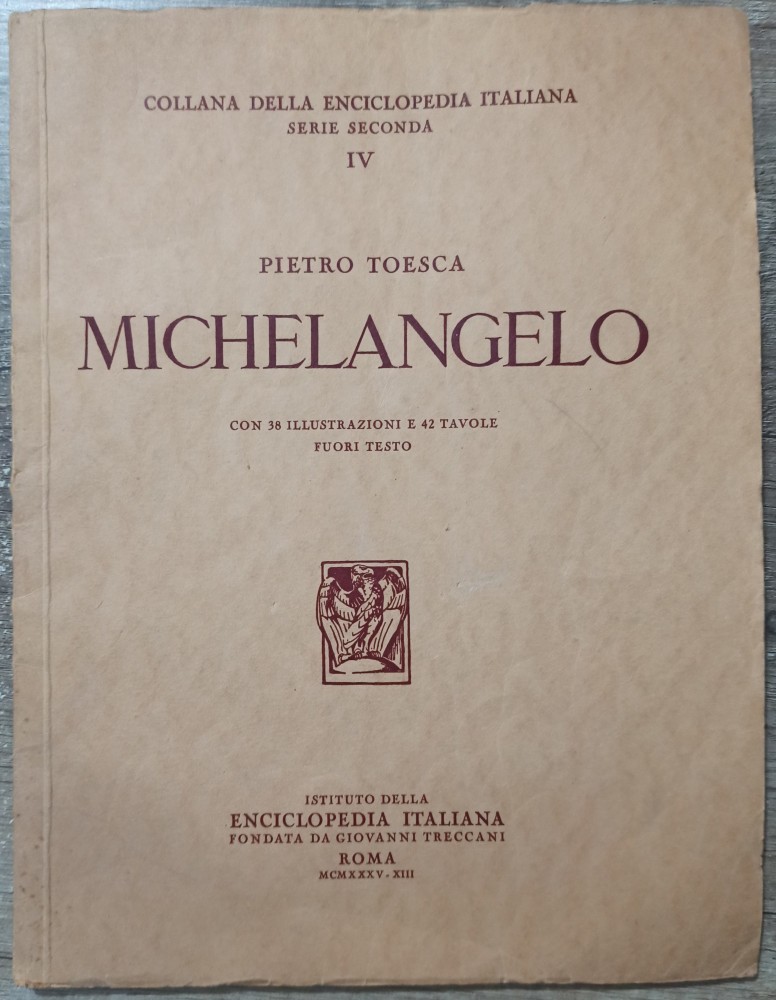 COLLANA DELLA ENCICLOPEDIA ITALIANA
SERIE SECONDA
IV
PIETRO TOESCA
MICHELANGELO
CON 38 ILLUSTRAZIONI E 42 TAVOLE
FUORI TESTO
ISTITUTO DELLA
ENCICLOPEDIA ITALIANA
FONDATA DA GIOVANNI TRECCANI
ROMA
MCMXXXV - XIII